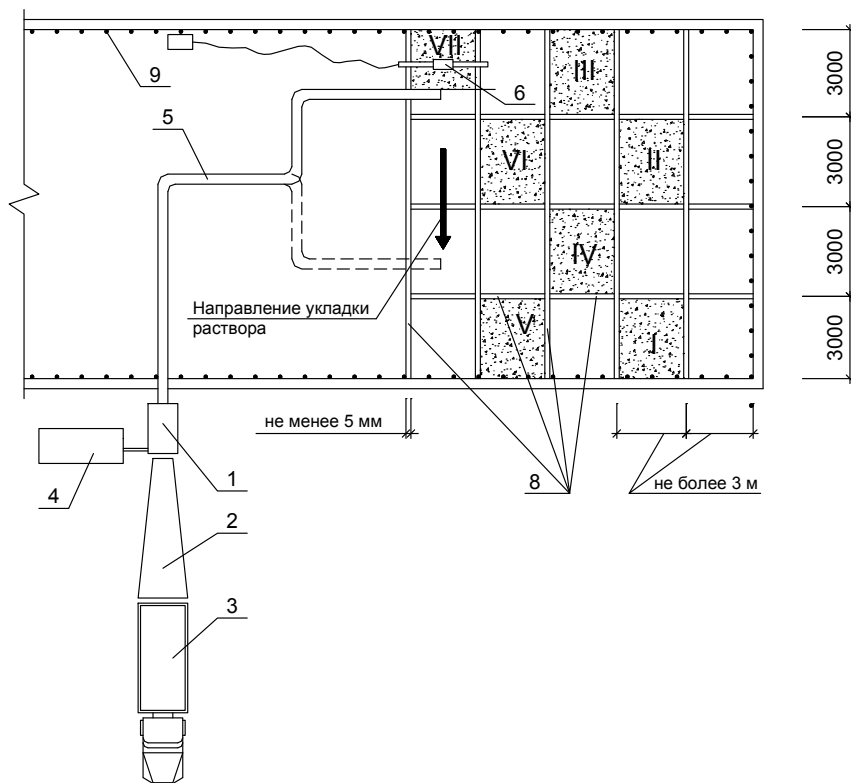 VII
III
9
6
3000
5
VI
II
3000
IV
3000
Направление укладки
раствора
V
I
3000
не менее 5 мм
8
не более 3 м
1
4
2
3